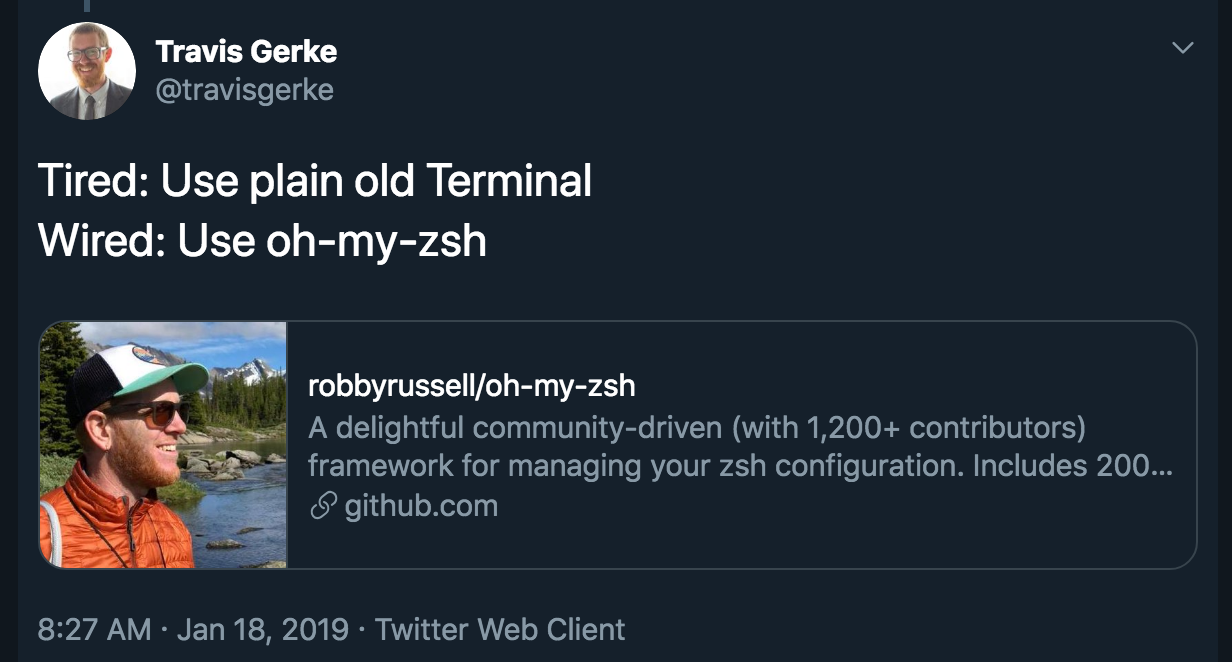 Travis Gerke
@travisgerke
Tired: Use plain old Terminal
Wired: Use oh-my-zsh
robbyrussell/oh-my-zsh
A delightful community-driven (with 1,200+ contributors)
framework for managing your zsh configuration. Includes 200...
github.com
8:27 AM · Jan 18, 2019 · Twitter Web Client